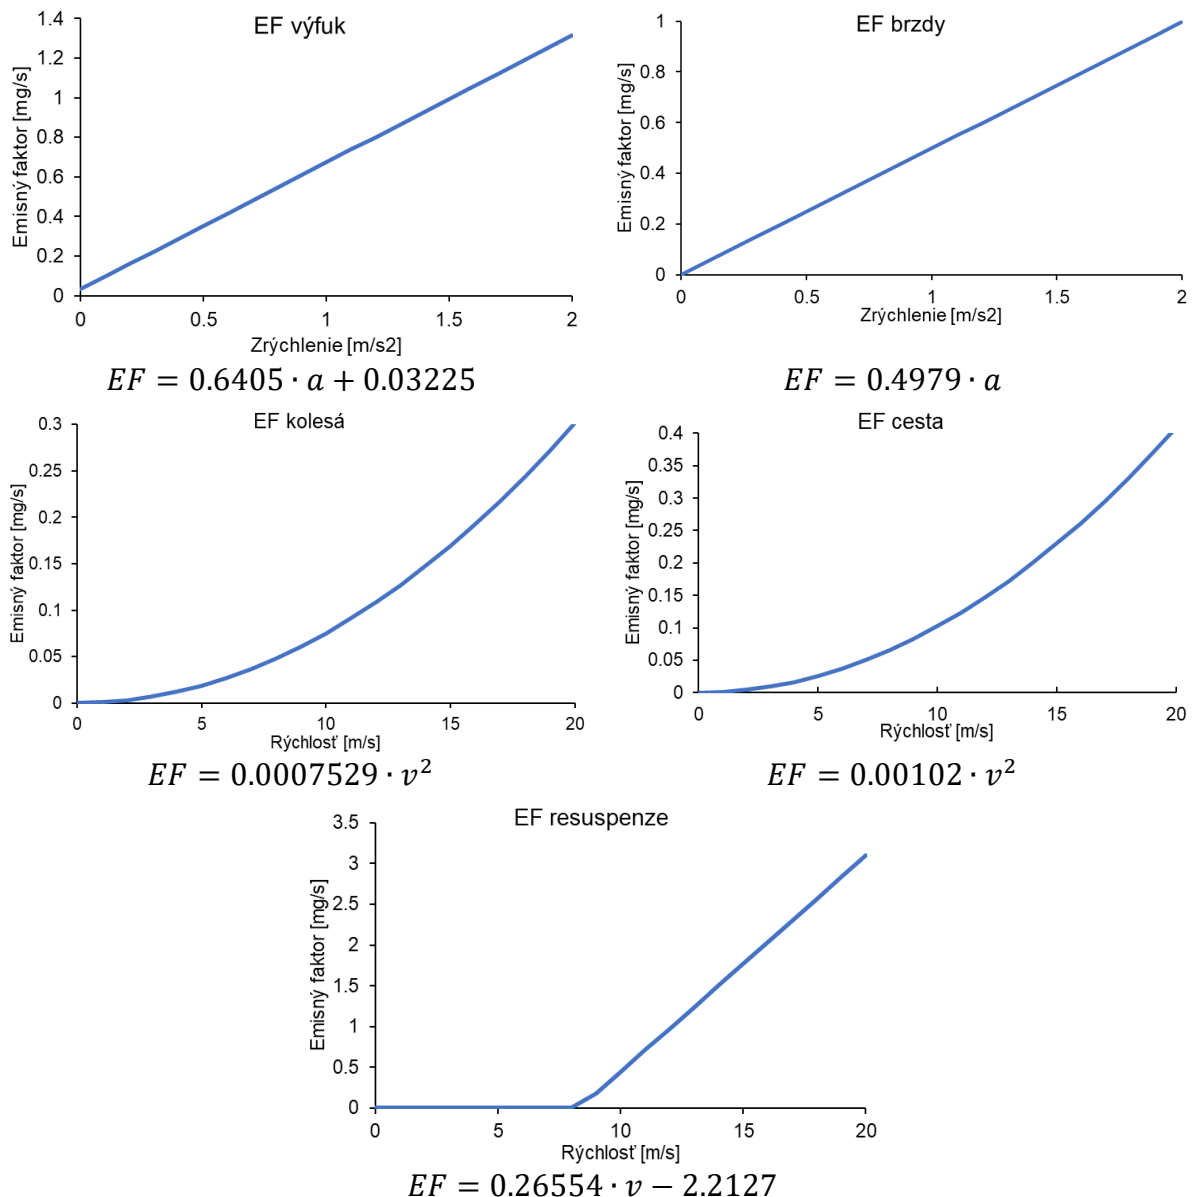 EF výfuk
Emisný faktor [mg/s]
1.4
1.2
1
0.8
0.6
0.4
0.2
0
0 0.5 1 1.5 2
Zrýchlenie [m/s2]
EF = 0.6405 · a + 0.03225
EF brzdy
Emisný faktor [mg/s]
1
0.8
0.6
0.4
0.2
0
0 0.5 1 1.5 2
Zrýchlenie [m/s2]
EF = 0.4979 · a
EF kolesá
Emisný faktor [mg/s]
0.3
0.25
0.2
0.15
0.1
0.05
0
0 5 10 15 20
Rýchlosť [m/s]
EF = 0.0007529 · v²
EF cesta
Emisný faktor [mg/s]
0.4
0.35
0.3
0.25
0.2
0.15
0.1
0.05
0
0 5 10 15 20
Rýchlosť [m/s]
EF = 0.00102 · v²
EF resuspenze
Emisný faktor [mg/s]
3.5
3
2.5
2
1.5
1
0.5
0
0 5 10 15 20
Rýchlosť [m/s]
EF = 0.26554 · v − 2.2127